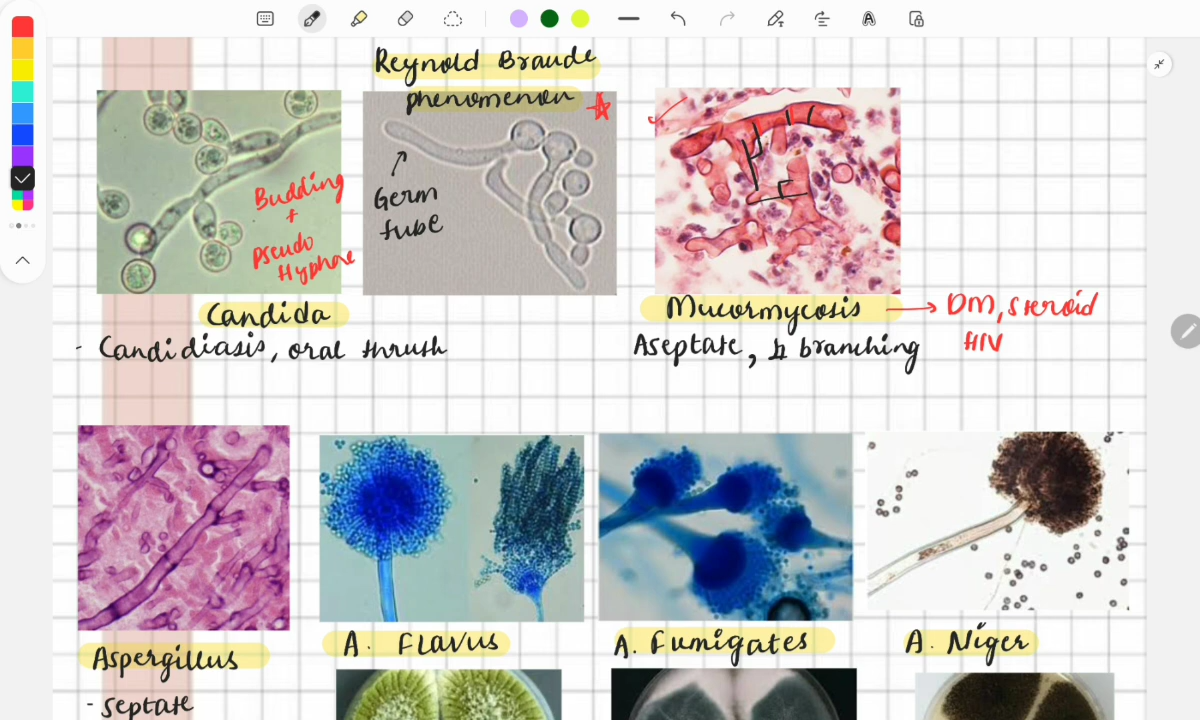 Reynold Braude
phenomenon
Germ
tube
Budding
+
Pseudo
Hyphae
Candida
- Candidiasis, oral thrush
Mucormycosis → DM, steroid
HIV
Aseptate, branching
Aspergillus
- septate
A. Flavus
A. Fumigates
A. Niger